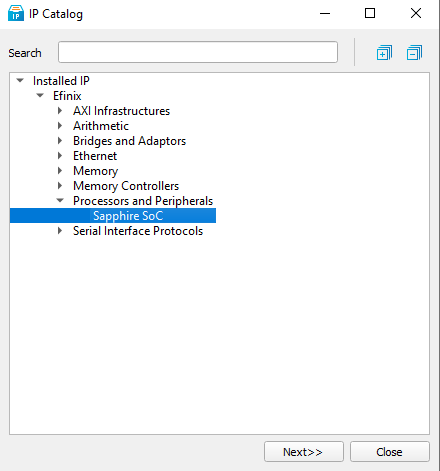 IP
IP Catalog
Search
Installed IP
Efinix
AXI Infrastructures
Arithmetic
Bridges and Adaptors
Ethernet
Memory
Memory Controllers
Processors and Peripherals
Sapphire SoC
Serial Interface Protocols
Next>> Close